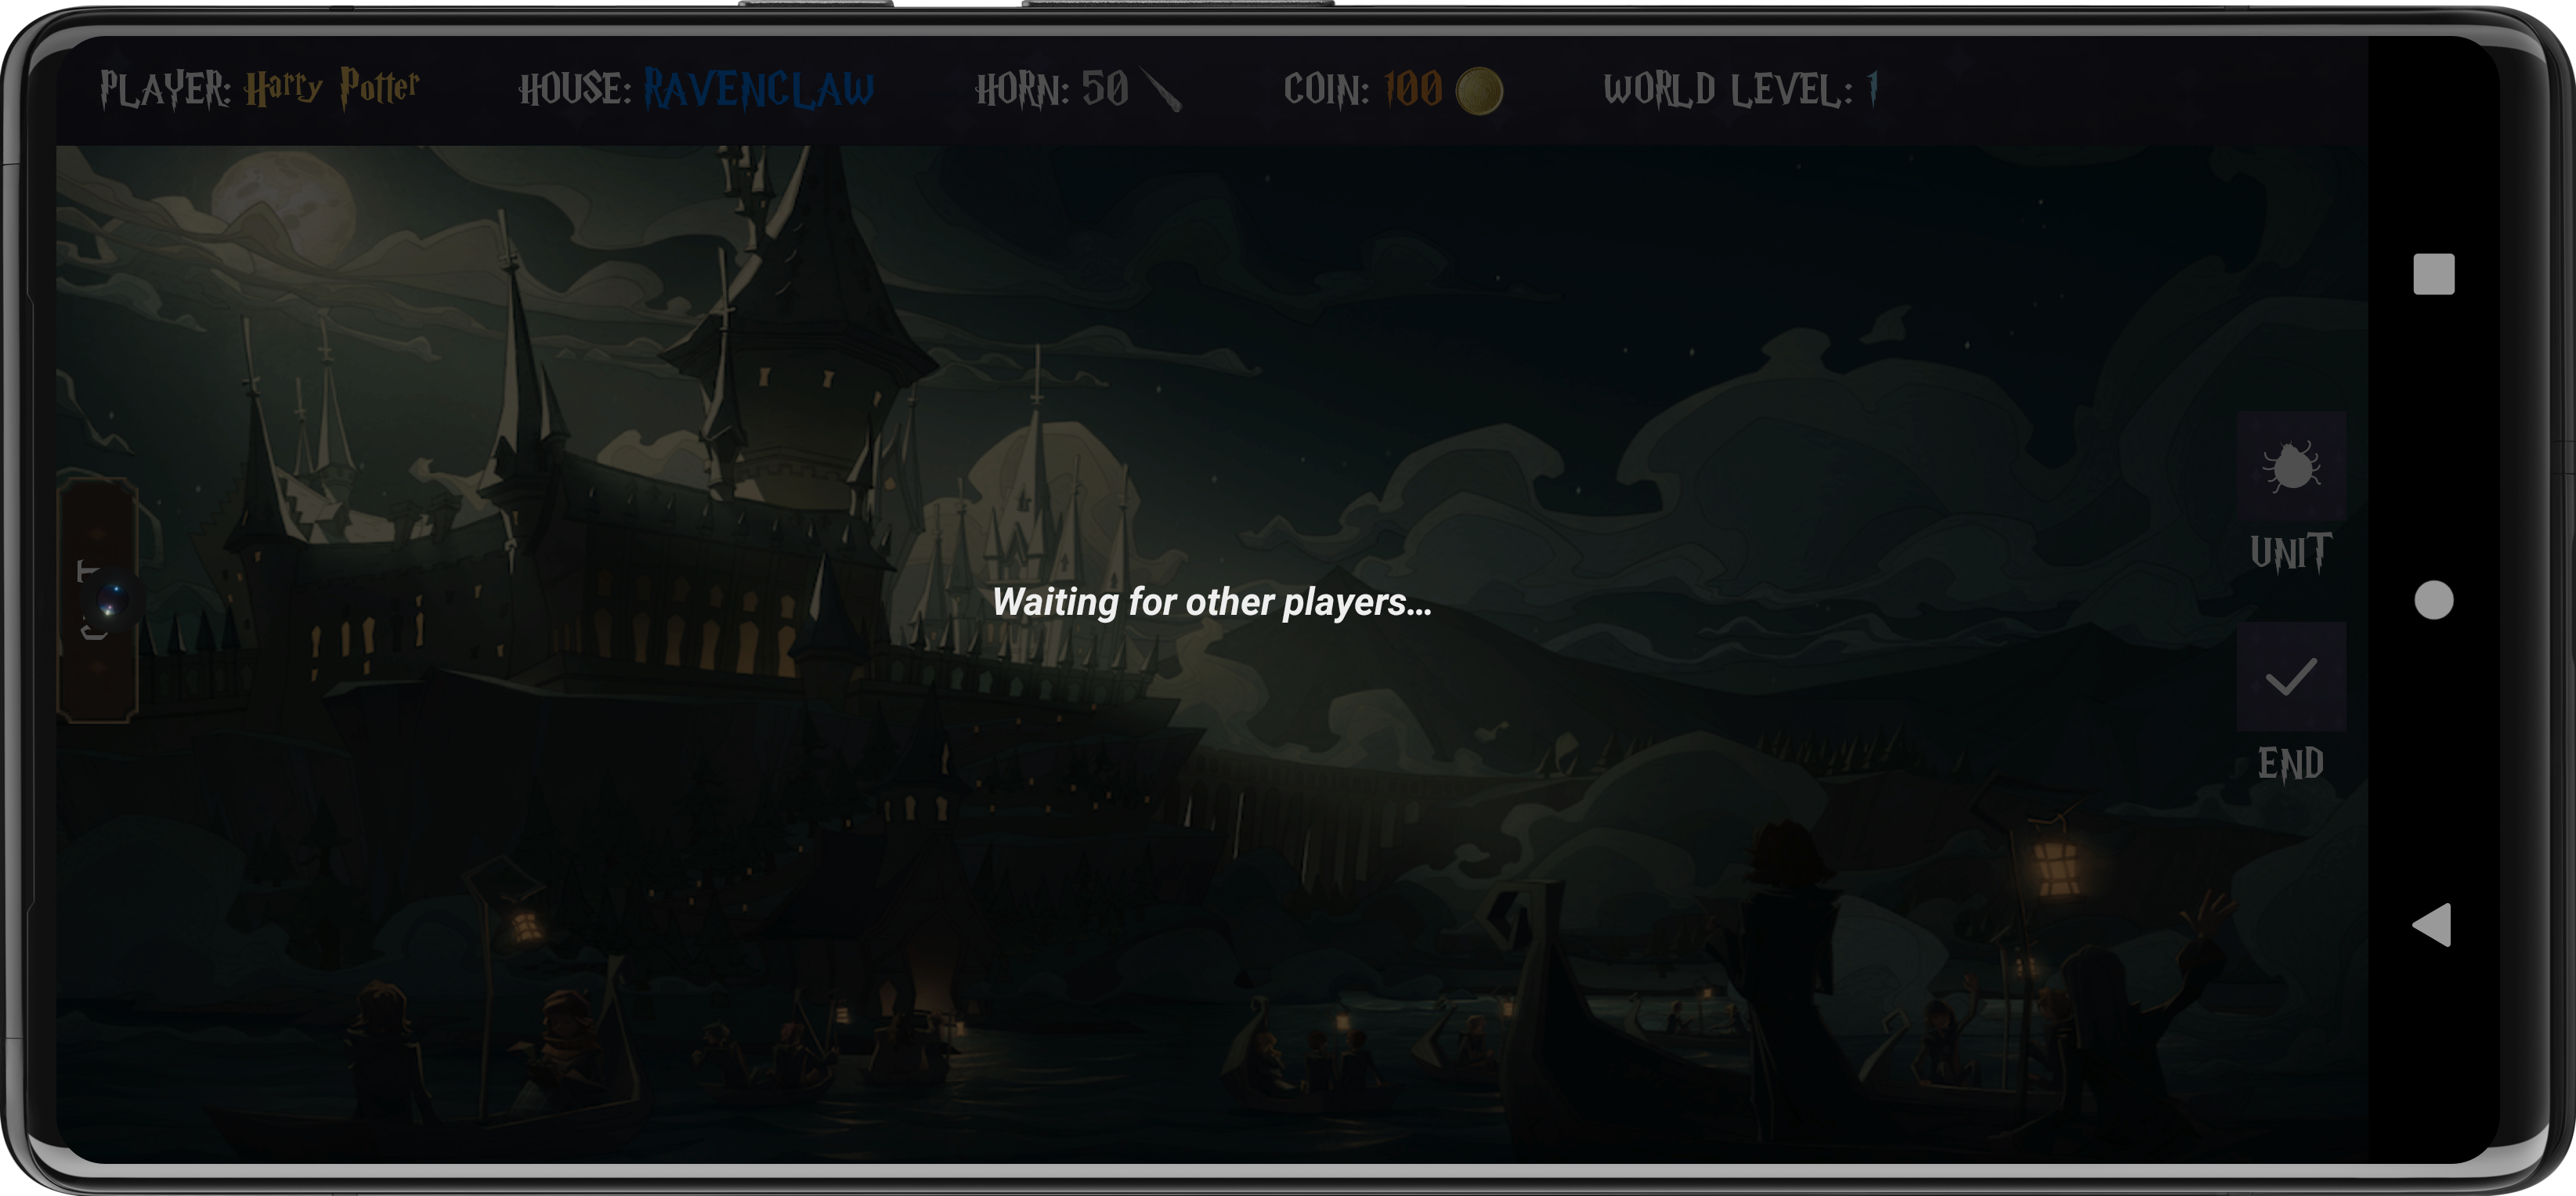 PLAYER: Harry Potter HOUSE: RAVENCLAW HORN: 50 COIN: 100 WORLD LEVEL: 1
UNIT
Waiting for other players...
END